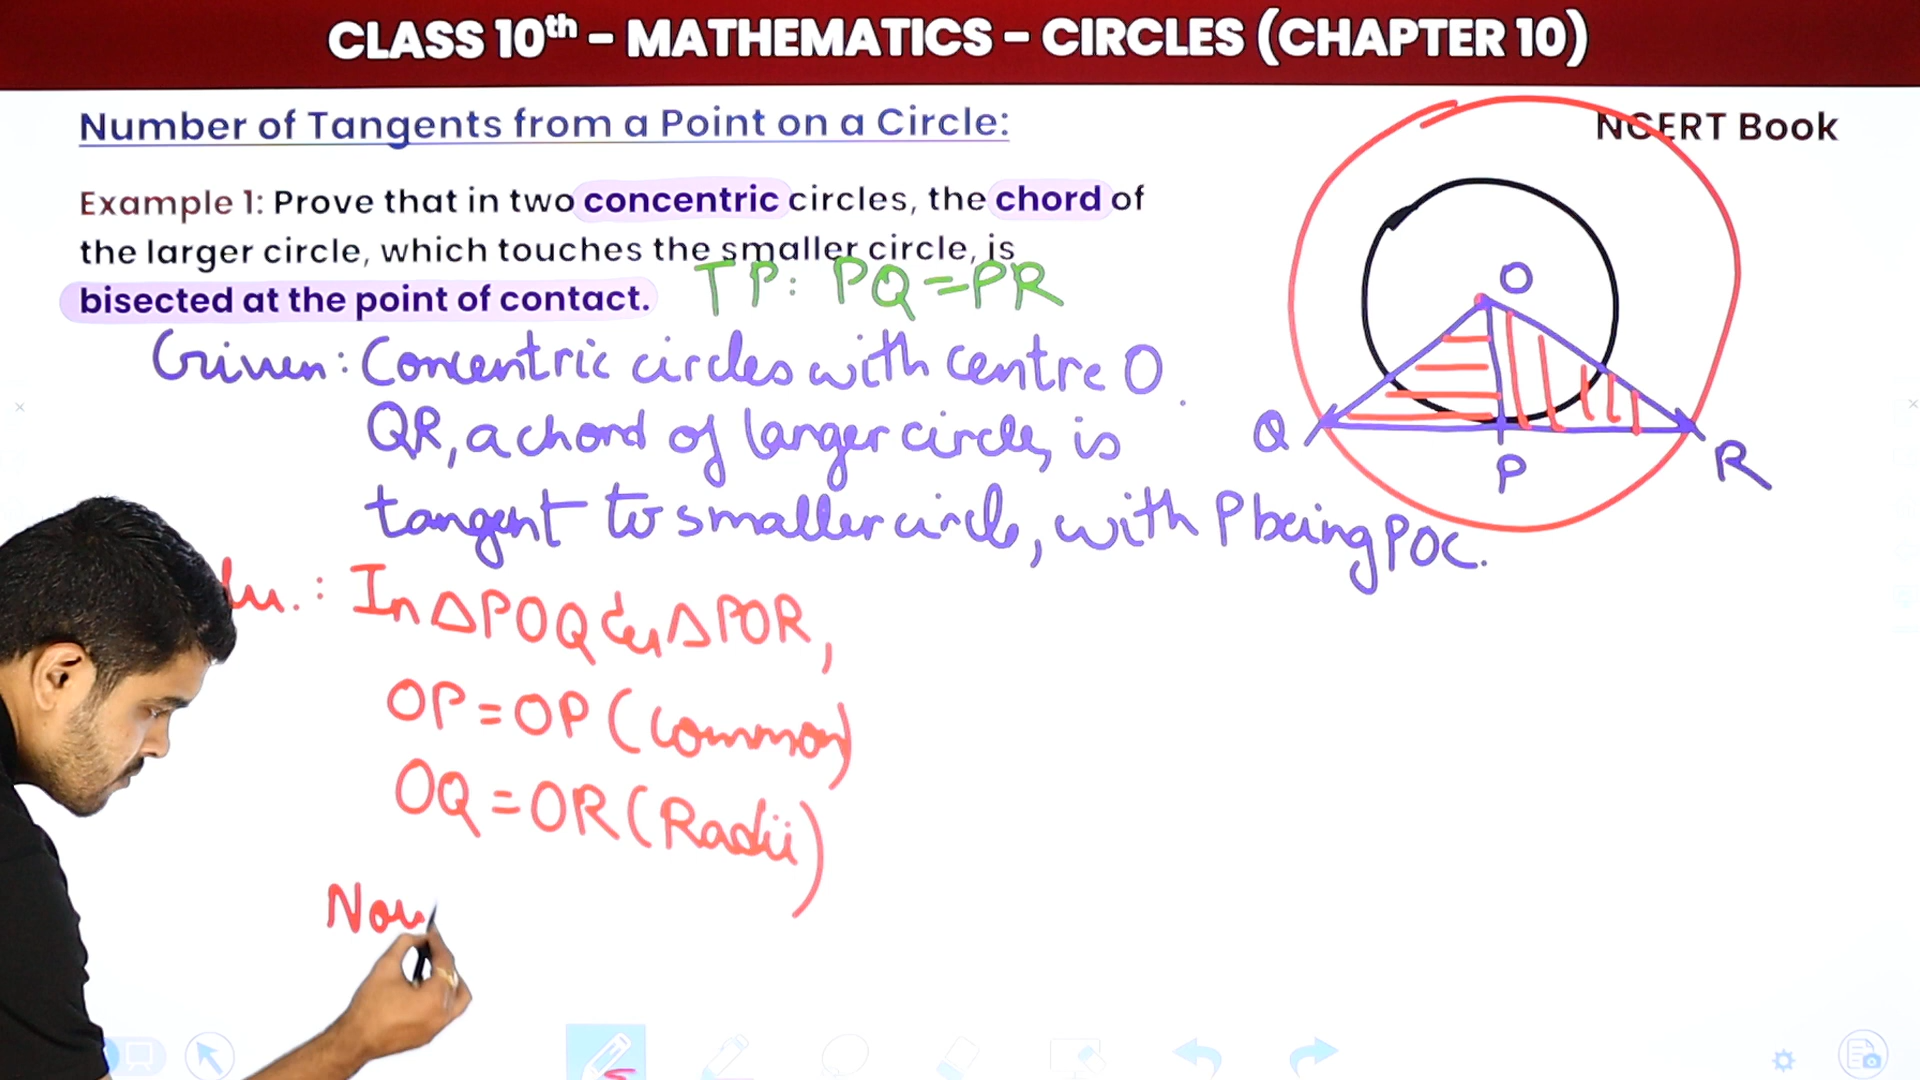 CLASS 10th - MATHEMATICS - CIRCLES (CHAPTER 10)
Number of Tangents from a Point on a Circle:
NCERT Book
Example 1: Prove that in two concentric circles, the chord of
the larger circle, which touches the smaller circle, is
bisected at the point of contact.
TP: PQ=PR
Given: Concentric circles with centre O.
QR, a chord of larger circle, is
tangent to smaller circle, with P being POC.
O
Q
P
R
In △POQ & △POR,
OP = OP (Common)
OQ = OR (Radii)
Now